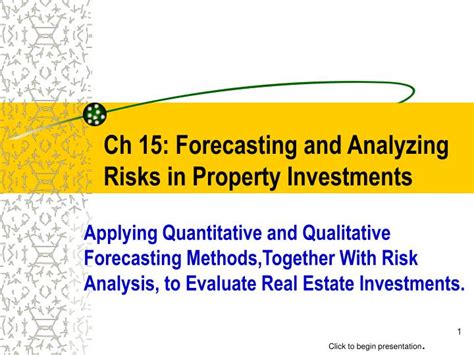 Ch 15: Forecasting and Analyzing
Risks in Property Investments
Applying Quantitative and Qualitative
Forecasting Methods,Together With Risk
Analysis, to Evaluate Real Estate Investments.
1
Click to begin presentation.